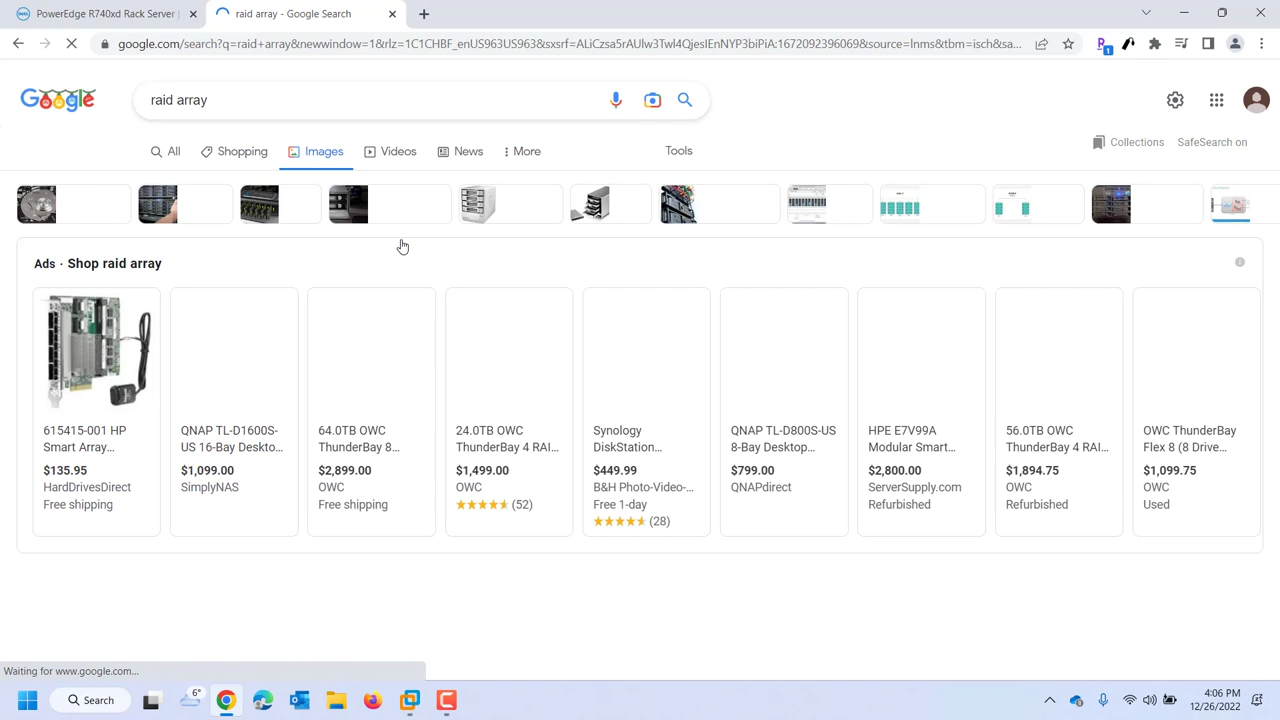 PowerEdge R740xd Rack Server |
raid array - Google Search
google.com/search?q=raid+array&newwindow=1&rlz=1C1CHBF_enUS963US963&sxsrf=ALiCzsa5rAUlw3Twl4QjesIEnNYP3biPiA:1672092396069&source=lnms&tbm=isch&sa...
1
Google
raid array
All
Shopping
Images
Videos
News
More
Tools
Collections
SafeSearch on
Ads · Shop raid array
615415-001 HP
Smart Array...
$135.95
HardDrivesDirect
Free shipping
QNAP TL-D1600S-
US 16-Bay Deskto...
$1,099.00
SimplyNAS
64.0TB OWC
ThunderBay 8...
$2,899.00
OWC
Free shipping
24.0TB OWC
ThunderBay 4 RAI...
$1,499.00
OWC
(52)
Synology
DiskStation...
$449.99
B&H Photo-Video-...
Free 1-day
(28)
QNAP TL-D800S-US
8-Bay Desktop...
$799.00
QNAPdirect
HPE E7V99A
Modular Smart...
$2,800.00
ServerSupply.com
Refurbished
56.0TB OWC
ThunderBay 4 RAI...
$1,894.75
OWC
Refurbished
OWC ThunderBay
Flex 8 (8 Drive...
$1,099.75
OWC
Used
Waiting for www.google.com...
Search
6°
4:06 PM
12/26/2022